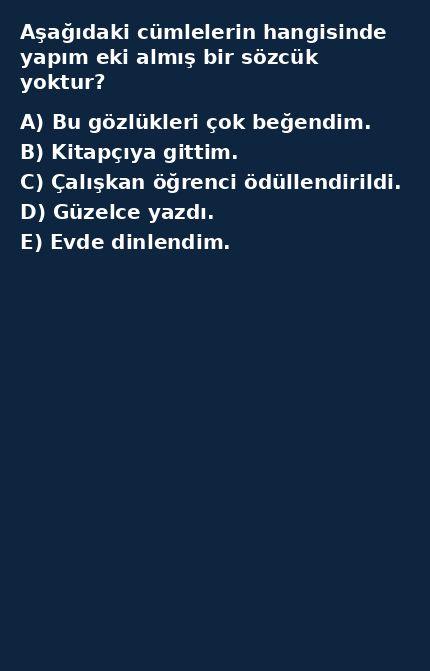 Aşağıdaki cümlelerin hangisinde
yapım eki almış bir sözcük
yoktur?
A) Bu gözlükleri çok beğendim.
B) Kitapçıya gittim.
C) Çalışkan öğrenci ödüllendirildi.
D) Güzelce yazdı.
E) Evde dinlendim.